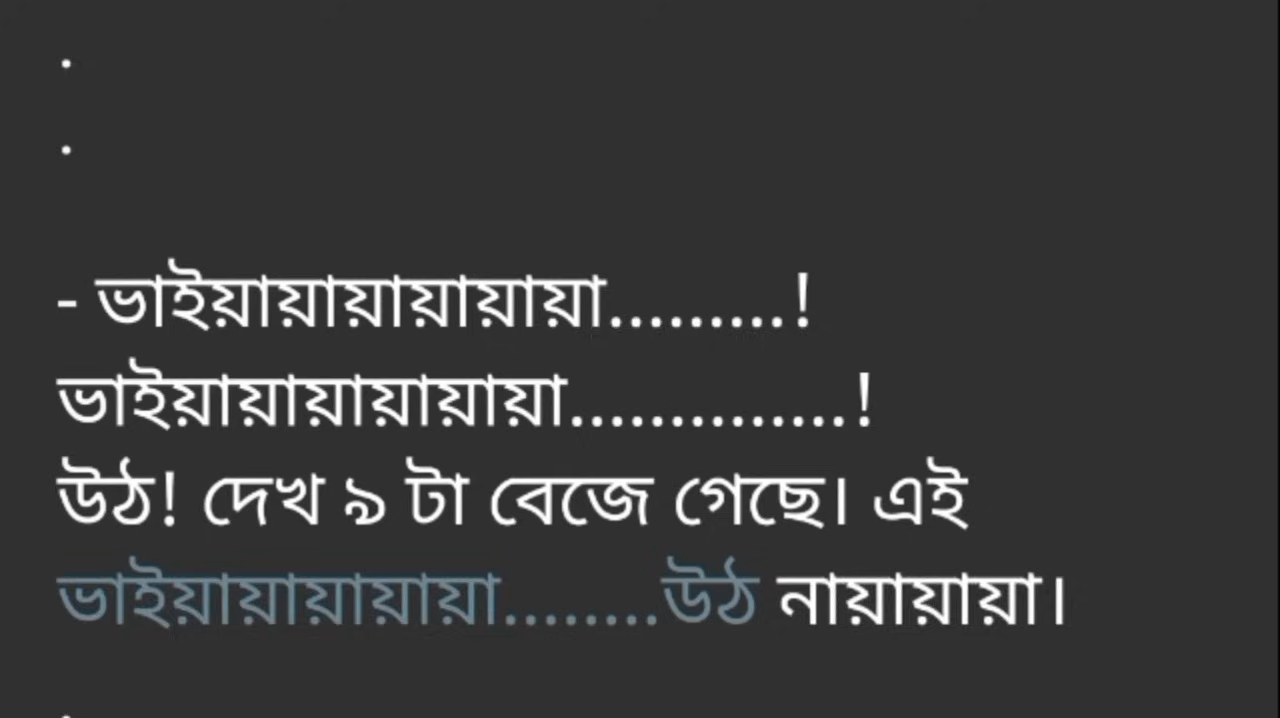 .
.
- ভাইয়ায়ায়ায়ায়ায়ায়া.........!
ভাইয়ায়ায়ায়ায়ায়ায়া..............!
উঠ! দেখ ৯ টা বেজে গেছে। এই
ভাইয়ায়ায়ায়ায়ায়া........উঠ নায়ায়ায়া।
.